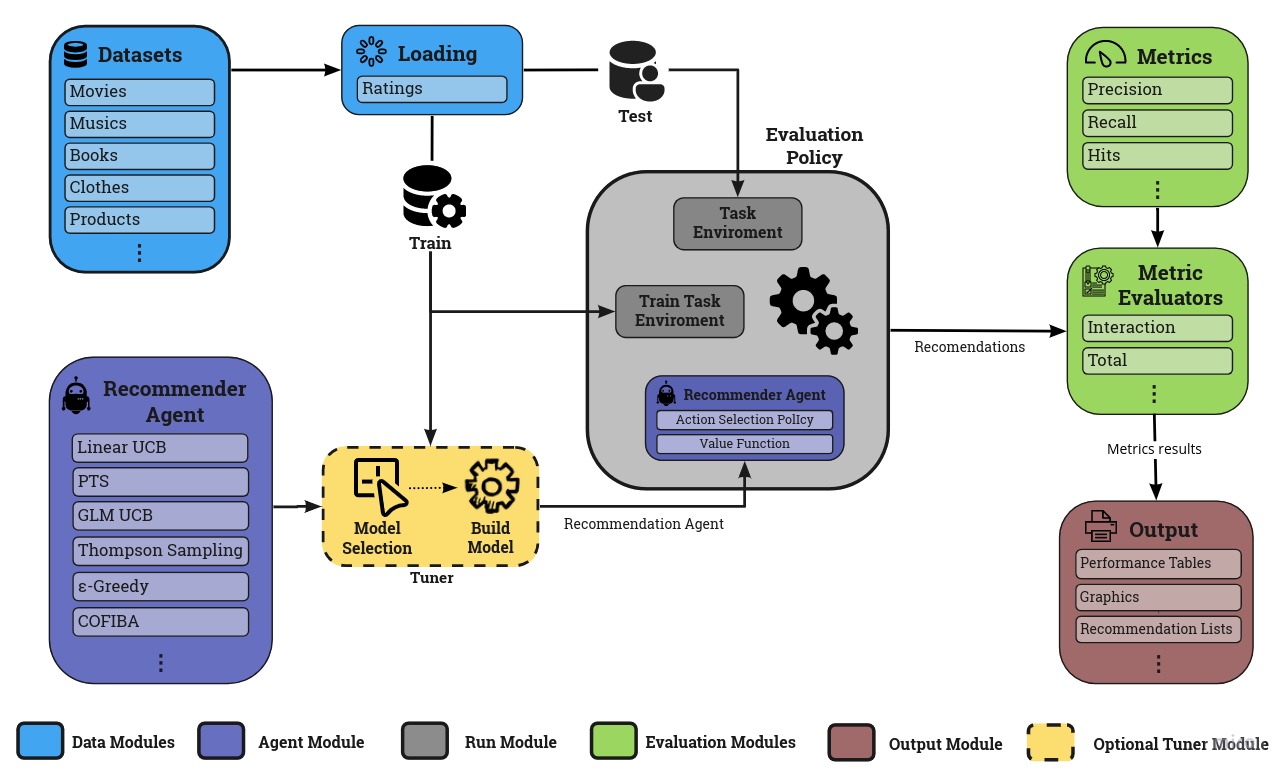 Datasets
Movies
Musics
Books
Clothes
Products
Loading
Ratings
Test
Train
Evaluation
Policy
Task
Enviroment
Train Task
Enviroment
Recommender Agent
Action Selection Policy
Value Function
Recomendations
Metrics
Precision
Recall
Hits
Metric
Evaluators
Interaction
Total
Metrics results
Output
Performance Tables
Graphics
Recommendation Lists
Recommender
Agent
Linear UCB
PTS
GLM UCB
Thompson Sampling
ε-Greedy
COFIBA
Model
Selection
Build
Model
Tuner
Recommendation Agent
Data Modules
Agent Module
Run Module
Evaluation Modules
Output Module
Optional Tuner Module
miro